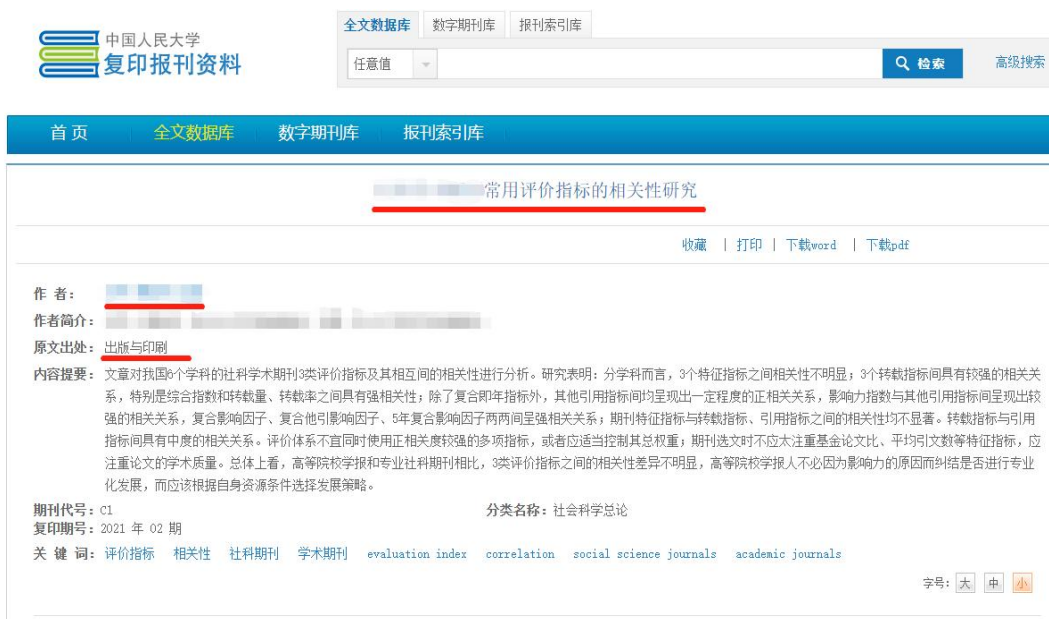 中国人民大学
复印报刊资料
全文数据库 数字期刊库 报刊索引库
任意值 检索 高级搜索
首页 全文数据库 数字期刊库 报刊索引库
常用评价指标的相关性研究
收藏 | 打印 | 下载word | 下载pdf
作 者：
作者简介：
原文出处：出版与印刷
内容提要：文章对我国6个学科的社科学术期刊3类评价指标及其相互间的相关性进行分析。研究表明：分学科而言，3个特征指标之间相关性不明显；3个转载指标间具有较强的相关关
系，特别是综合指数和转载量、转载率之间具有强相关性；除了复合即年指标外，其他引用指标间均呈现出一定程度的正相关关系，影响力指数与其他引用指标间呈现出较
强的相关关系，复合影响因子、复合他引影响因子、5年复合影响因子两两间呈强相关关系；期刊特征指标与转载指标、引用指标之间的相关性均不显著。转载指标与引用
指标间具有中度的相关关系。评价体系不宜同时使用正相关度较强的多项指标，或者应适当控制其总权重；期刊选文时不应太注重基金论文比、平均引文数等特征指标，应
注重论文的学术质量。总体上看，高等院校学报和专业社科期刊相比，3类评价指标之间的相关性差异不明显，高等院校学报人不必因为影响力的原因而纠结是否进行专业
化发展，而应该根据自身资源条件选择发展策略。
期刊代号：C1 分类名称：社会科学总论
复印期号：2021 年 02 期
关 键 词：评价指标 相关性 社科期刊 学术期刊 evaluation index correlation social science journals academic journals
字号：大 中 小